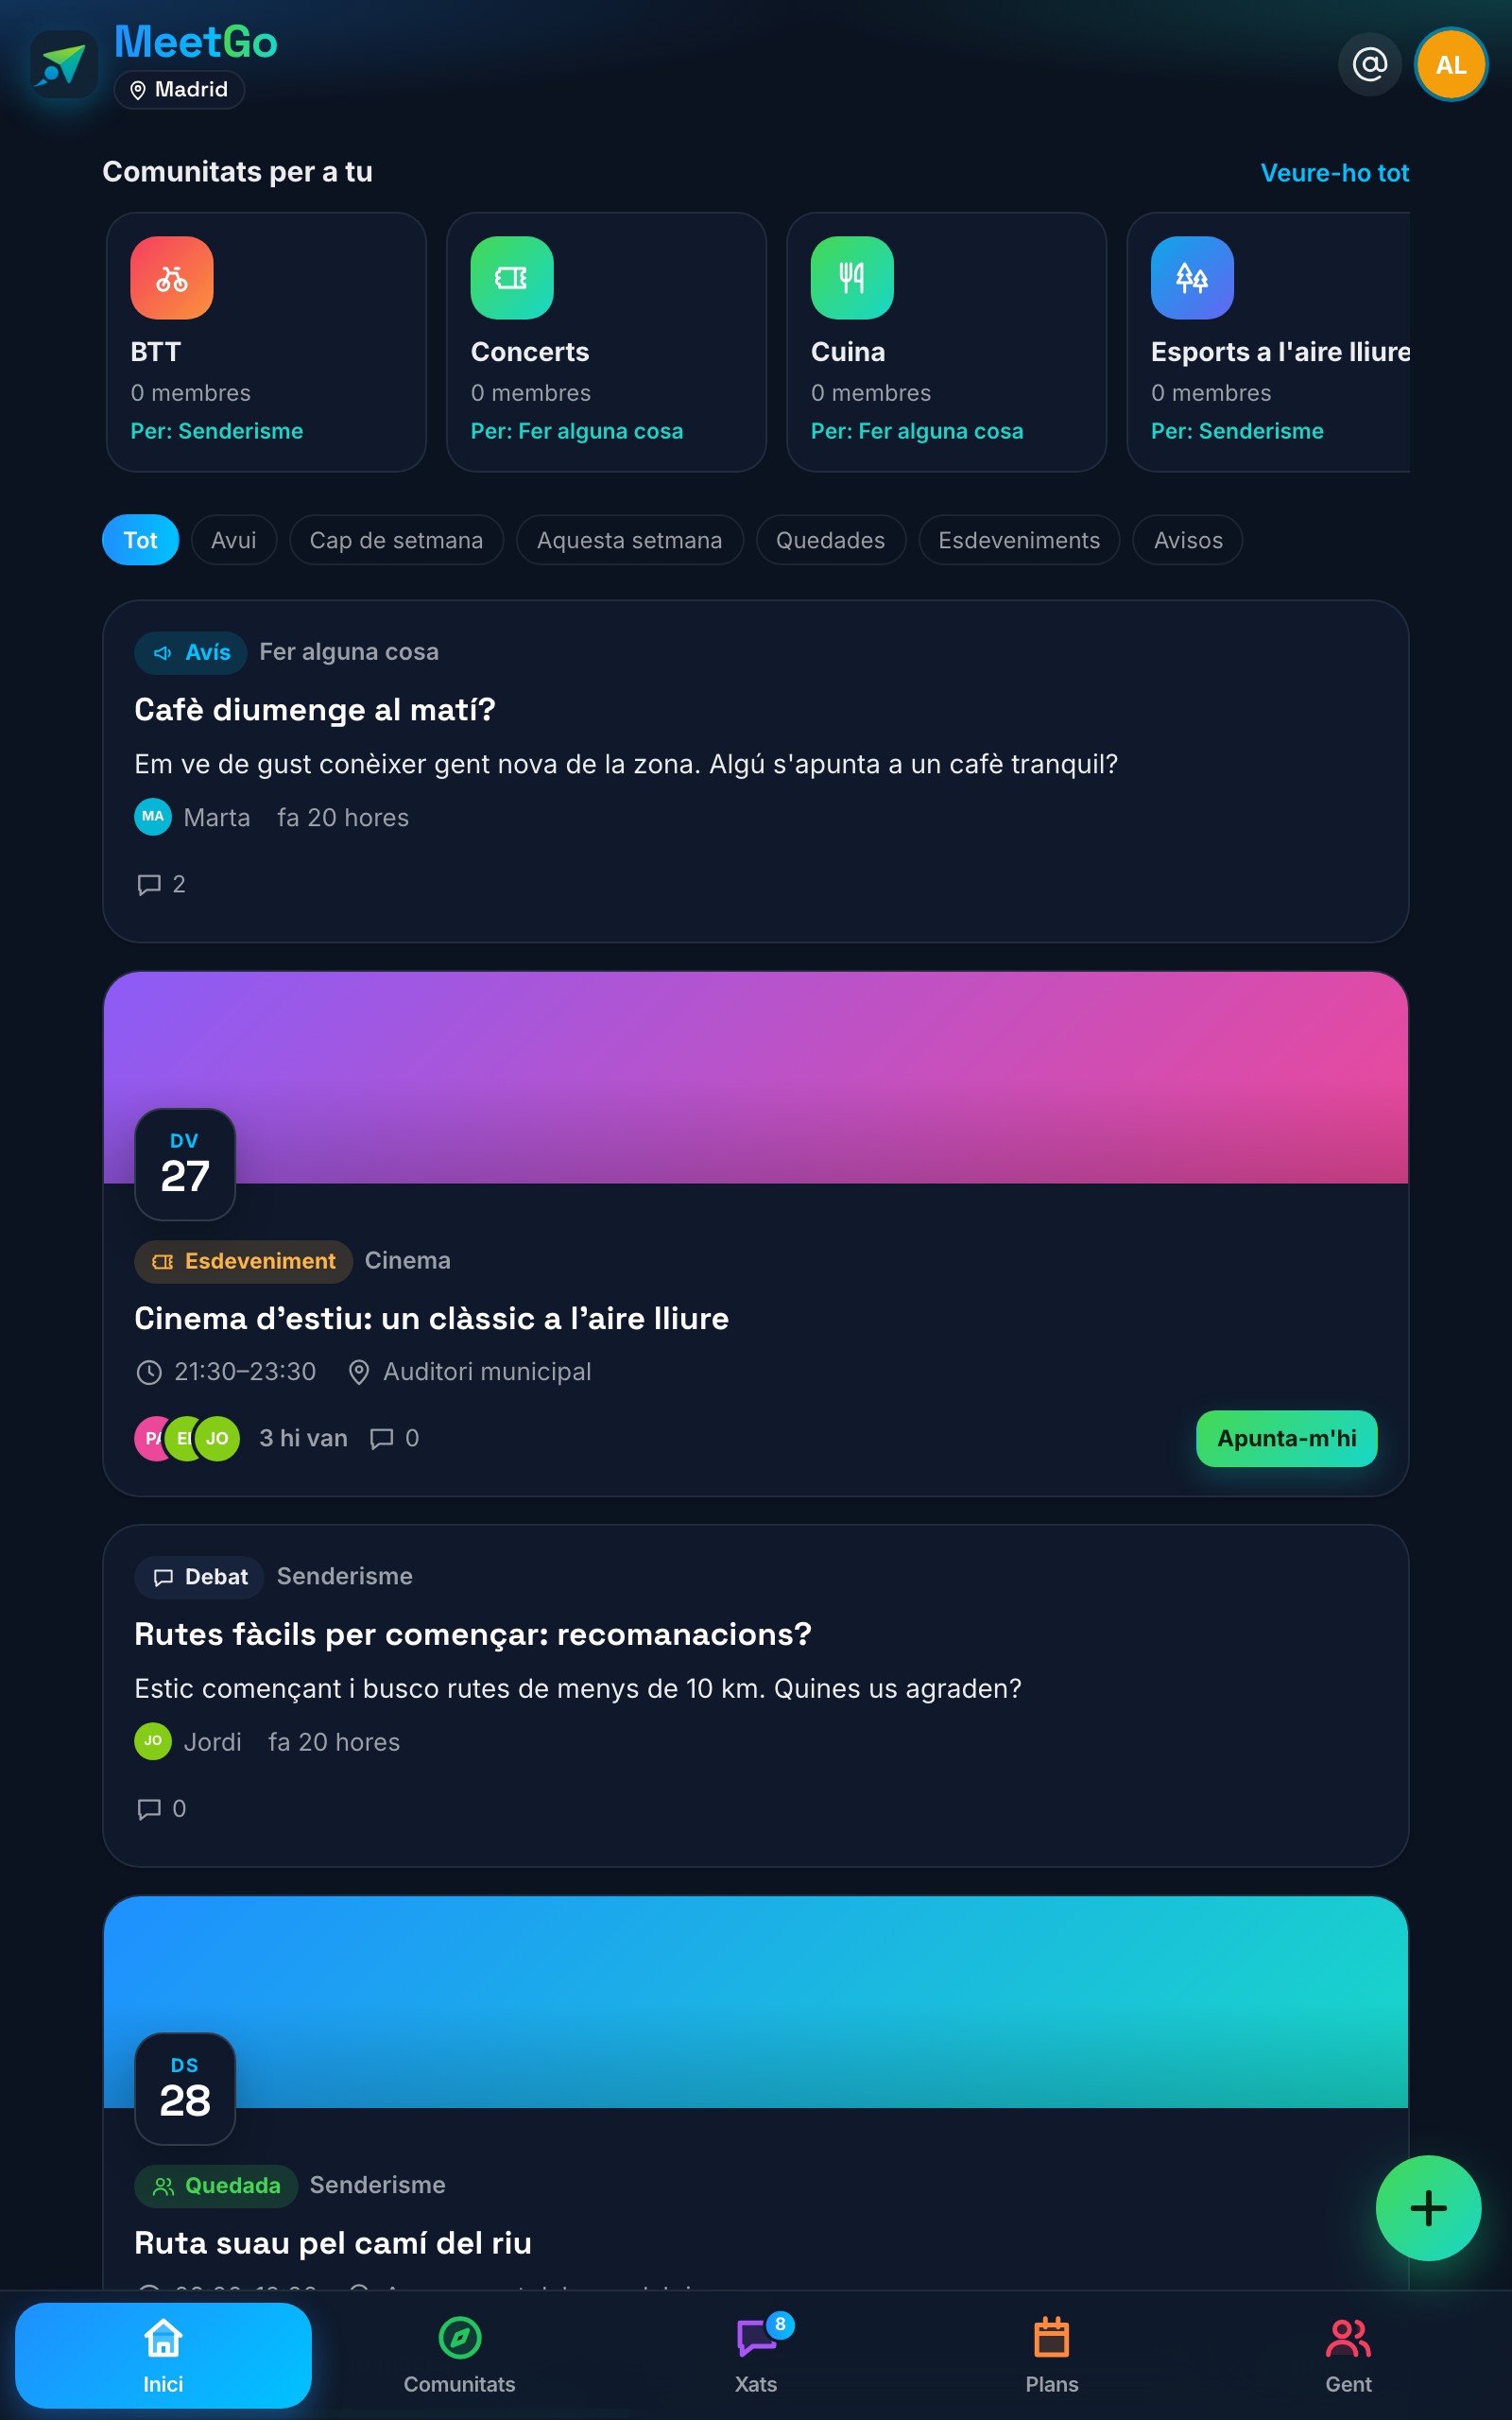 MeetGo
Madrid
@
AL
Comunitats per a tu
Veure-ho tot
BTT
0 membres
Per: Senderisme
Concerts
0 membres
Per: Fer alguna cosa
Cuina
0 membres
Per: Fer alguna cosa
Esports a l'aire lliure
0 membres
Per: Senderisme
Tot
Avui
Cap de setmana
Aquesta setmana
Quedades
Esdeveniments
Avisos
Avís Fer alguna cosa
Cafè diumenge al matí?
Em ve de gust conèixer gent nova de la zona. Algú s'apunta a un cafè tranquil?
MA Marta fa 20 hores
2
DV
27
Esdeveniment Cinema
Cinema d’estiu: un clàssic a l’aire lliure
21:30–23:30 Auditori municipal
JO 3 hi van 0
Apunta-m'hi
Debat Senderisme
Rutes fàcils per començar: recomanacions?
Estic començant i busco rutes de menys de 10 km. Quines us agraden?
JO Jordi fa 20 hores
0
DS
28
Quedada Senderisme
Ruta suau pel camí del riu
Inici
Comunitats
8
Xats
Plans
Gent